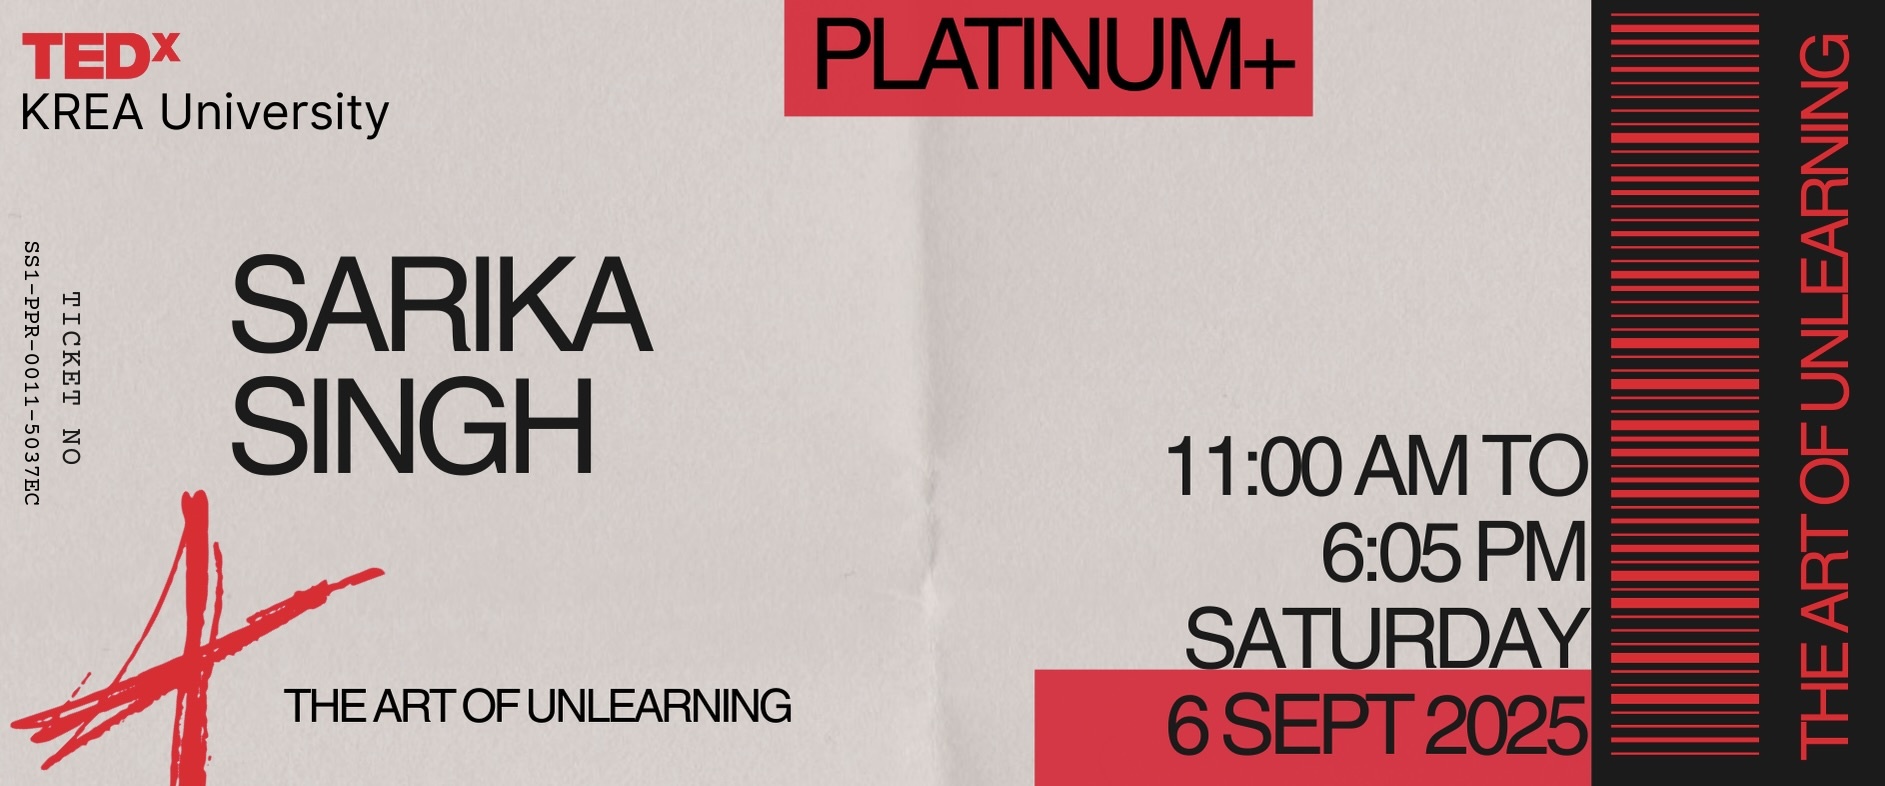 TEDx
KREA University
PLATINUM+
TICKET NO
SS1-PPR-0011-5037EC
SARIKA
SINGH
THE ART OF UNLEARNING
11:00 AM TO
6:05 PM
SATURDAY
6 SEPT 2025
THE ART OF UNLEARNING